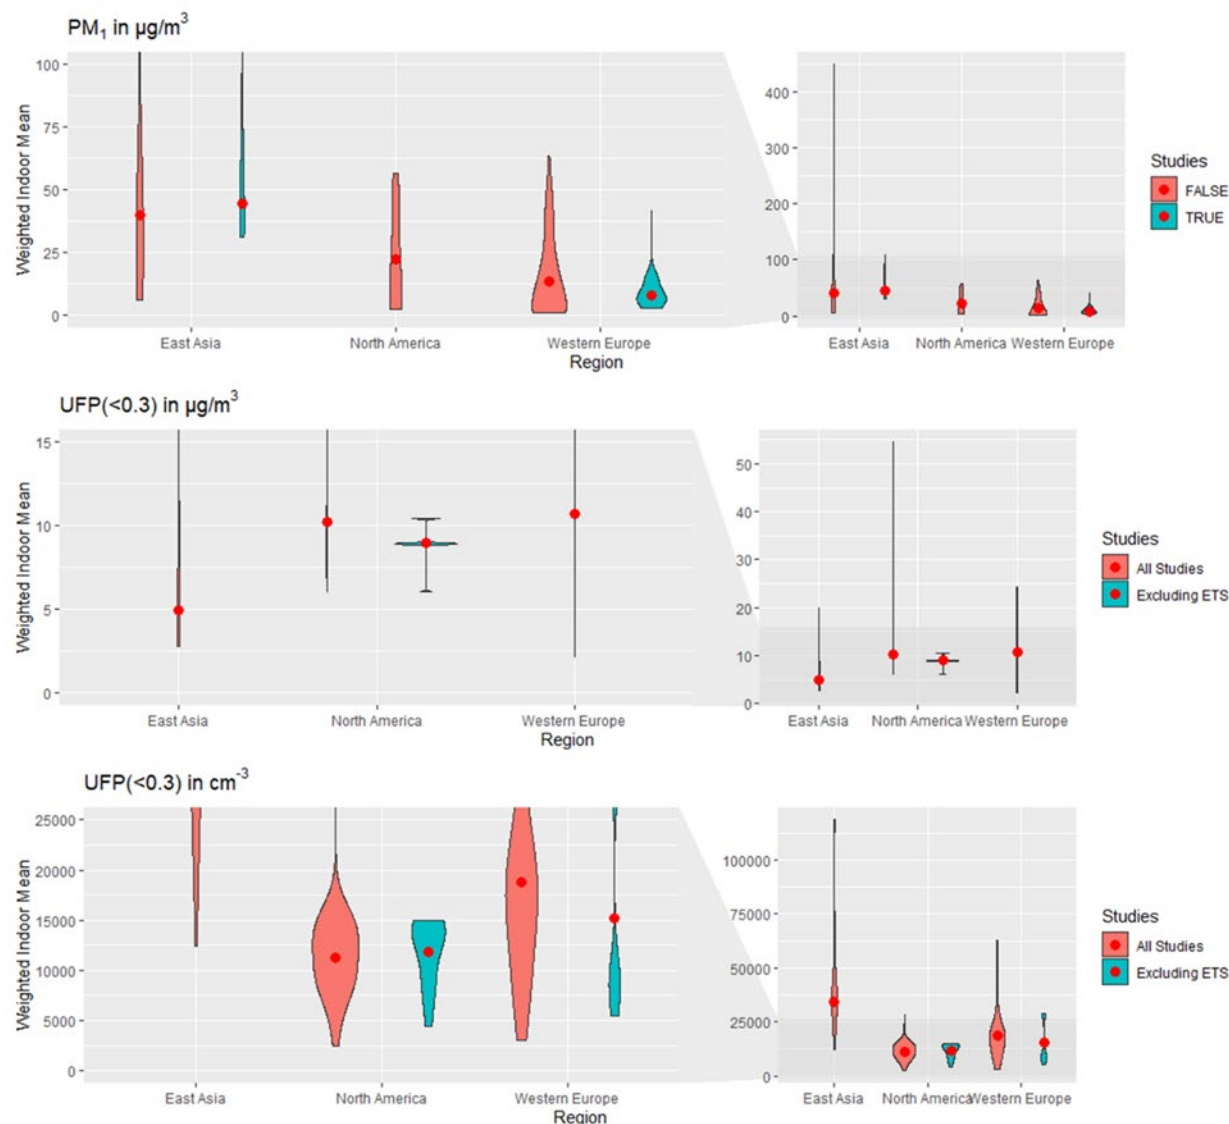 PM₁ in µg/m³
Weighted Indoor Mean
100
75
50
25
0
East Asia
North America
Western Europe
Region
400
300
200
100
0
East Asia
North America
Western Europe
Studies
FALSE
TRUE
UFP(<0.3) in µg/m³
Weighted Indoor Mean
15
10
5
0
East Asia
North America
Western Europe
Region
50
40
30
20
10
0
East Asia
North America
Western Europe
Studies
All Studies
Excluding ETS
UFP(<0.3) in cm⁻³
Weighted Indoor Mean
25000
20000
15000
10000
5000
0
East Asia
North America
Western Europe
Region
100000
75000
50000
25000
0
East Asia
North America
Western Europe
Studies
All Studies
Excluding ETS